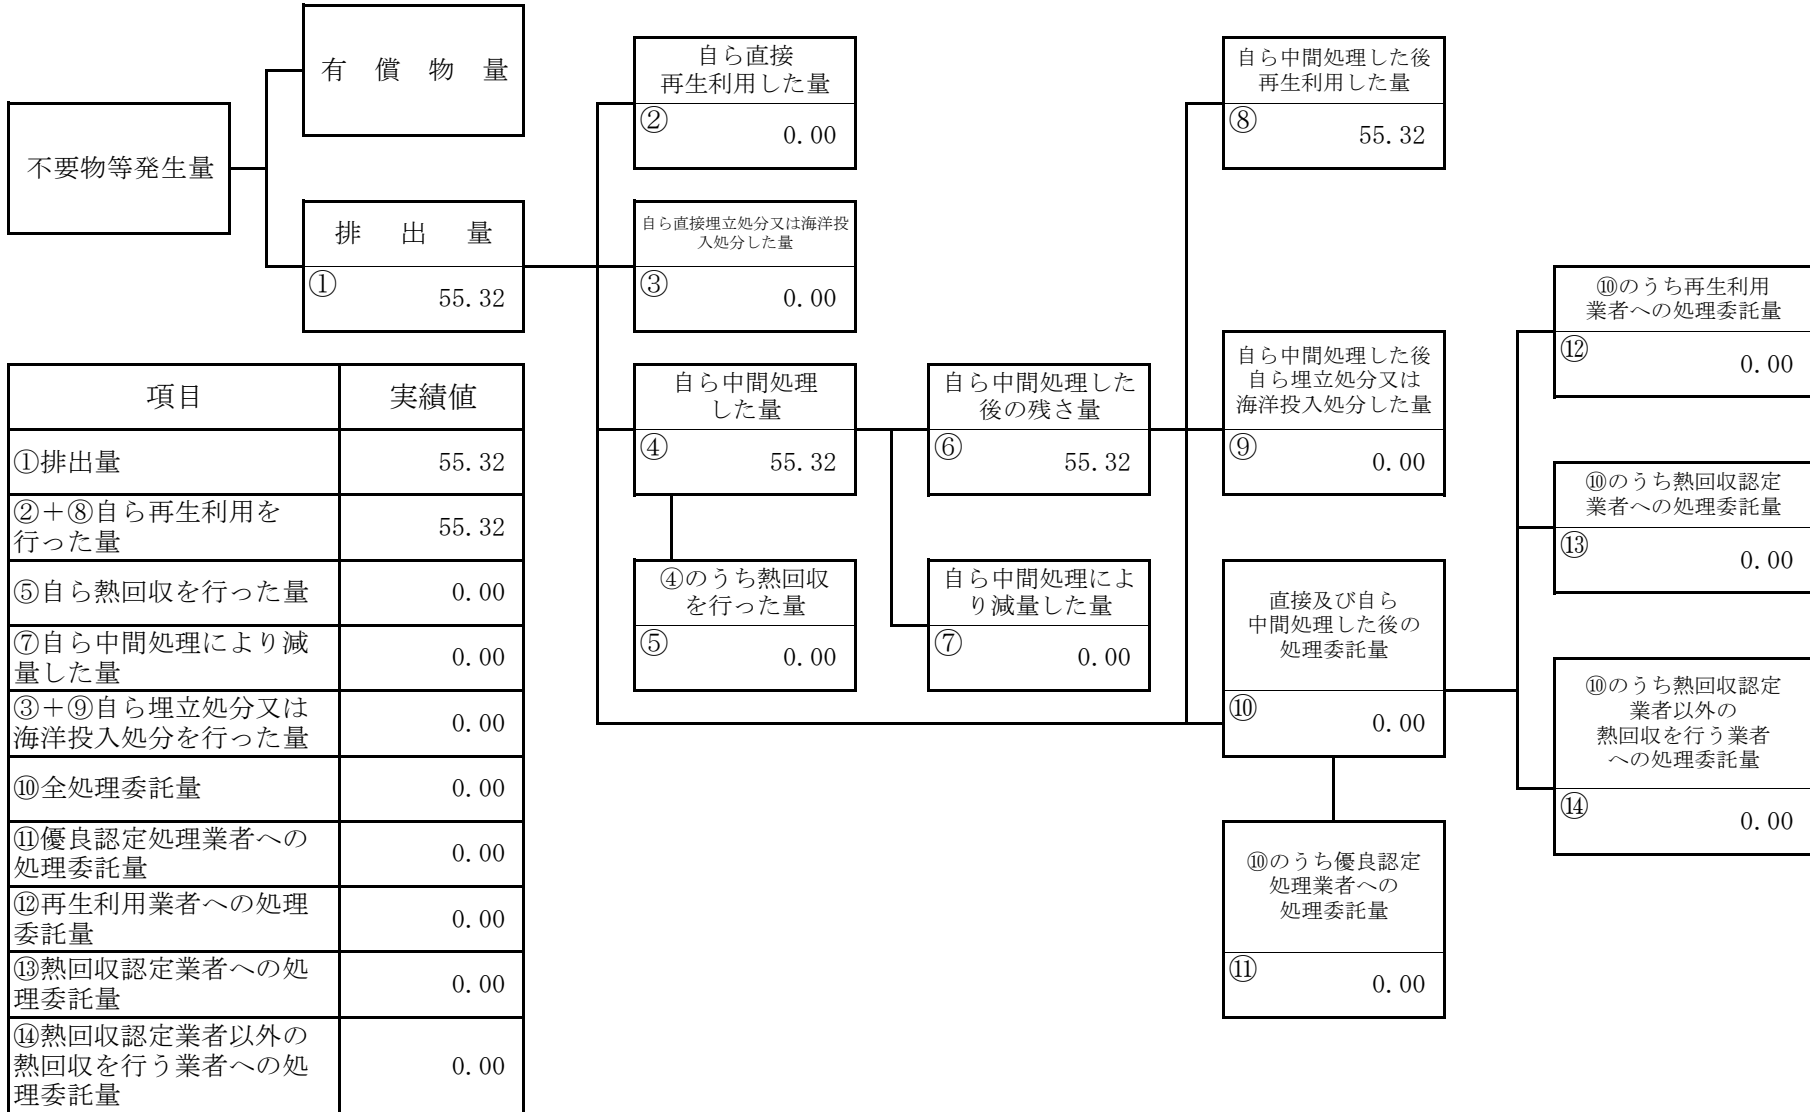 有 償 物 量
不要物等発生量
排 出 量
①
55.32
自ら直接
再生利用した量
②
0.00
自ら直接埋立処分又は海洋投
入処分した量
③
0.00
自ら中間処理
した量
④
55.32
④のうち熱回収
を行った量
⑤
0.00
自ら中間処理した
後の残さ量
⑥
55.32
自ら中間処理によ
り減量した量
⑦
0.00
自ら中間処理した後
再生利用した量
⑧
55.32
自ら中間処理した後
自ら埋立処分又は
海洋投入処分した量
⑨
0.00
直接及び自ら
中間処理した後の
処理委託量
⑩
0.00
⑩のうち優良認定
処理業者への
処理委託量
⑪
0.00
⑩のうち再生利用
業者への処理委託量
⑫
0.00
⑩のうち熱回収認定
業者への処理委託量
⑬
0.00
⑩のうち熱回収認定
業者以外の
熱回収を行う業者
への処理委託量
⑭
0.00
項目 実績値
①排出量 55.32
②+⑧自ら再生利用を
行った量 55.32
⑤自ら熱回収を行った量 0.00
⑦自ら中間処理により減
量した量 0.00
③+⑨自ら埋立処分又は
海洋投入処分を行った量 0.00
⑩全処理委託量 0.00
⑪優良認定処理業者への
処理委託量 0.00
⑫再生利用業者への処理
委託量 0.00
⑬熱回収認定業者への処
理委託量 0.00
⑭熱回収認定業者以外の
熱回収を行う業者への処
理委託量 0.00